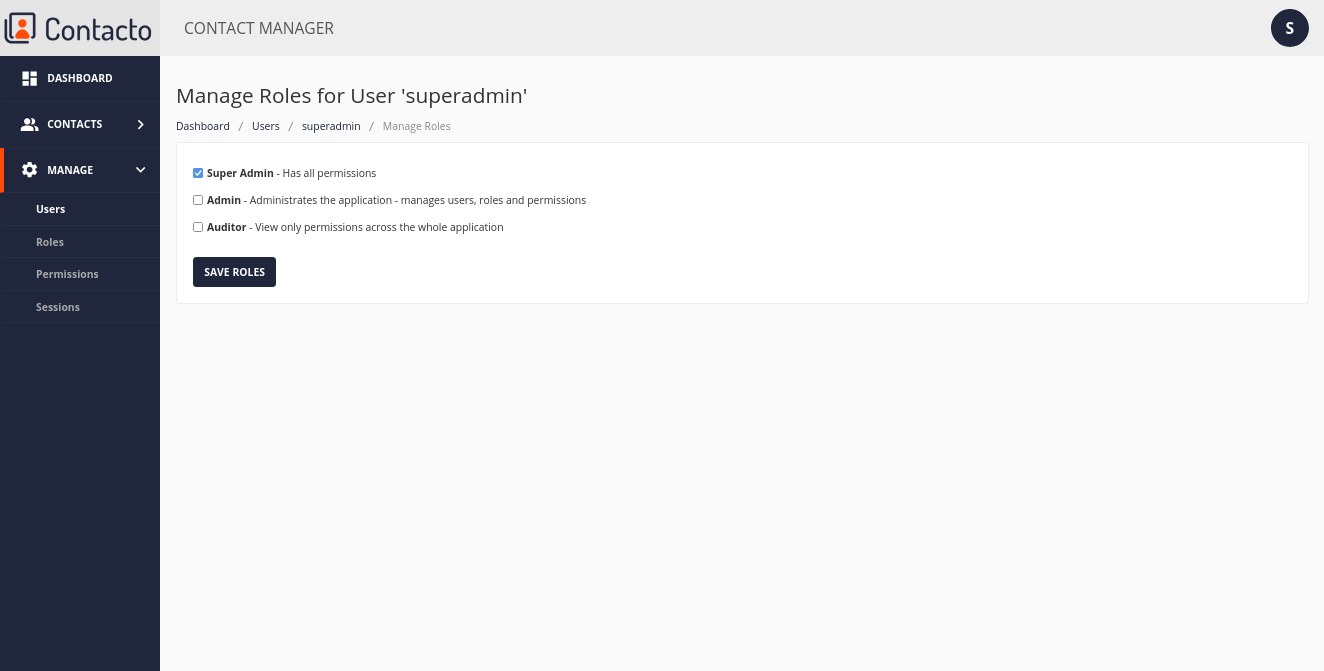 Contacto
CONTACT MANAGER
S
DASHBOARD
CONTACTS
MANAGE
Users
Roles
Permissions
Sessions
Manage Roles for User 'superadmin'
Dashboard / Users / superadmin / Manage Roles
Super Admin - Has all permissions
Admin - Administrates the application - manages users, roles and permissions
Auditor - View only permissions across the whole application
SAVE ROLES